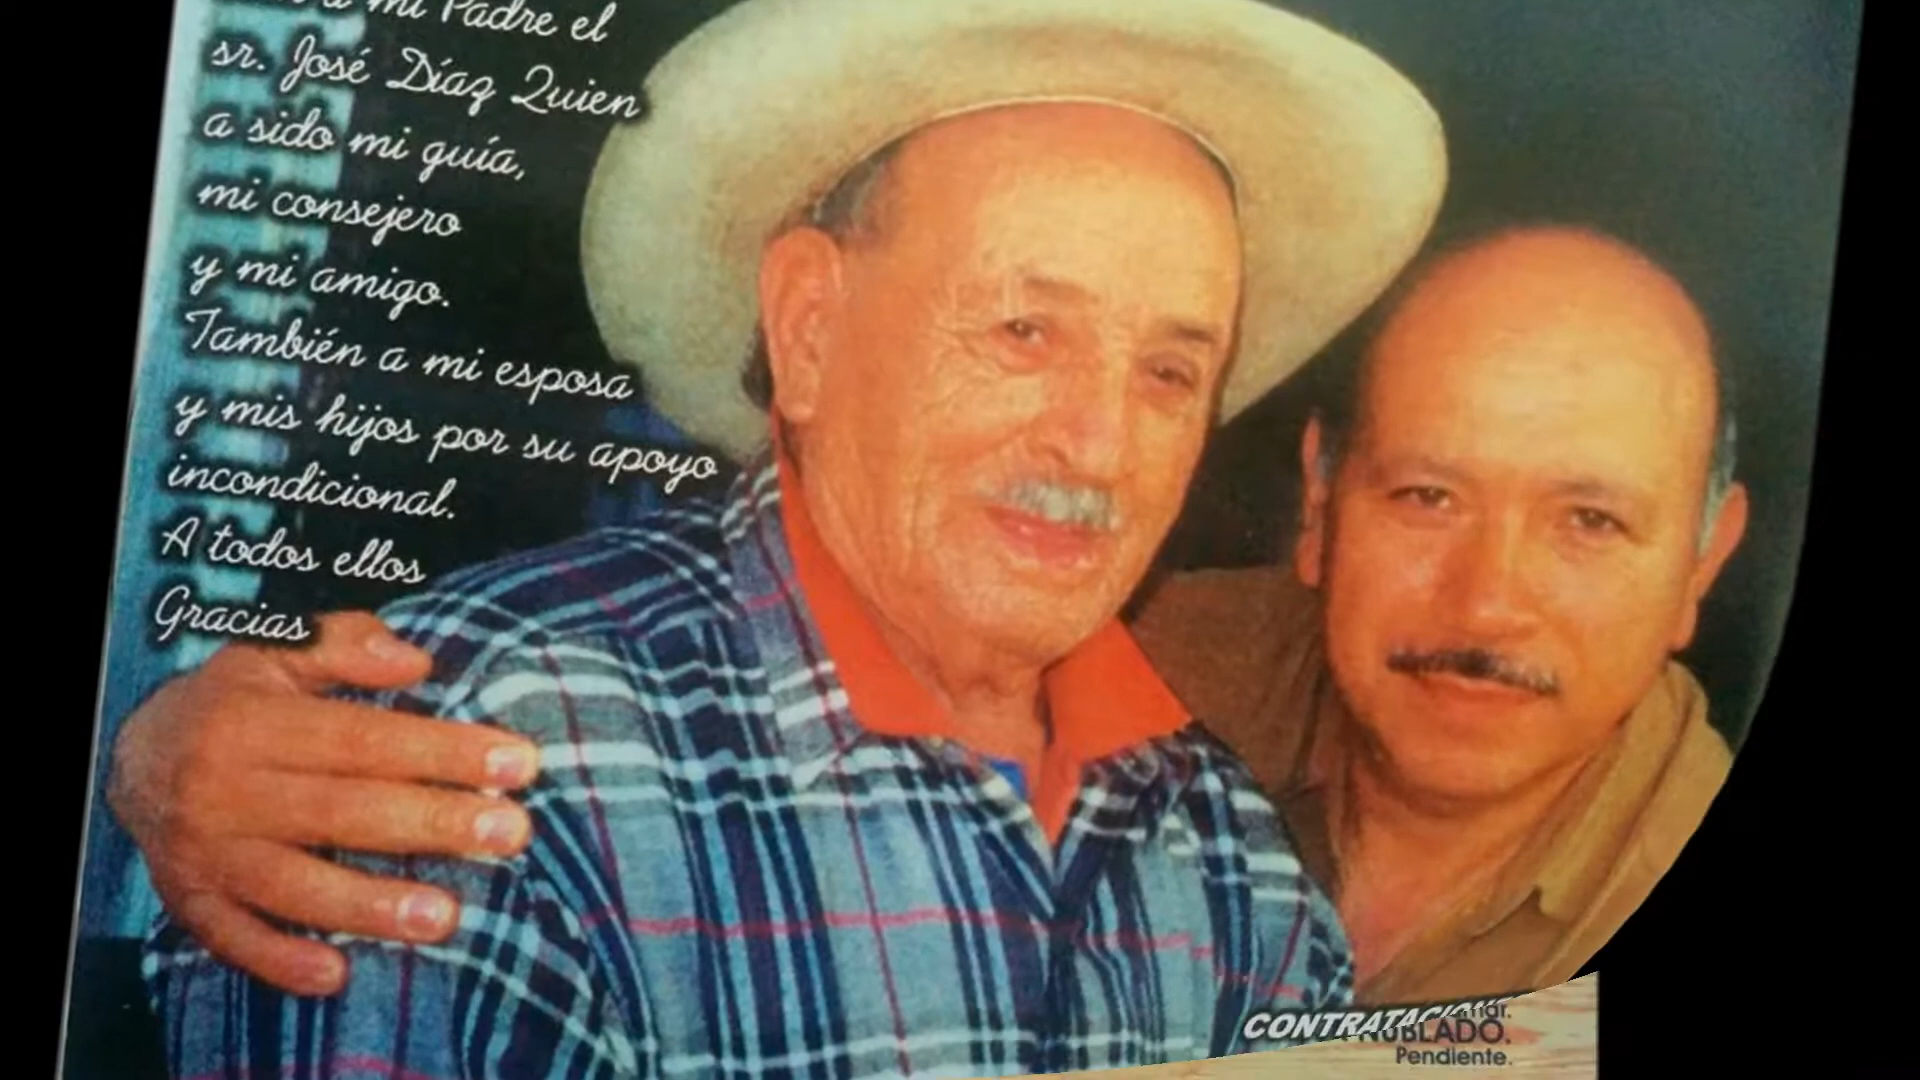 a mi Padre el
sr. José Díaz Quien
a sido mi guía,
mi consejero
y mi amigo.
También a mi esposa
y mis hijos por su apoyo
incondicional.
A todos ellos
Gracias
CONTRATACIONES
NUBLADO.
Pendiente.